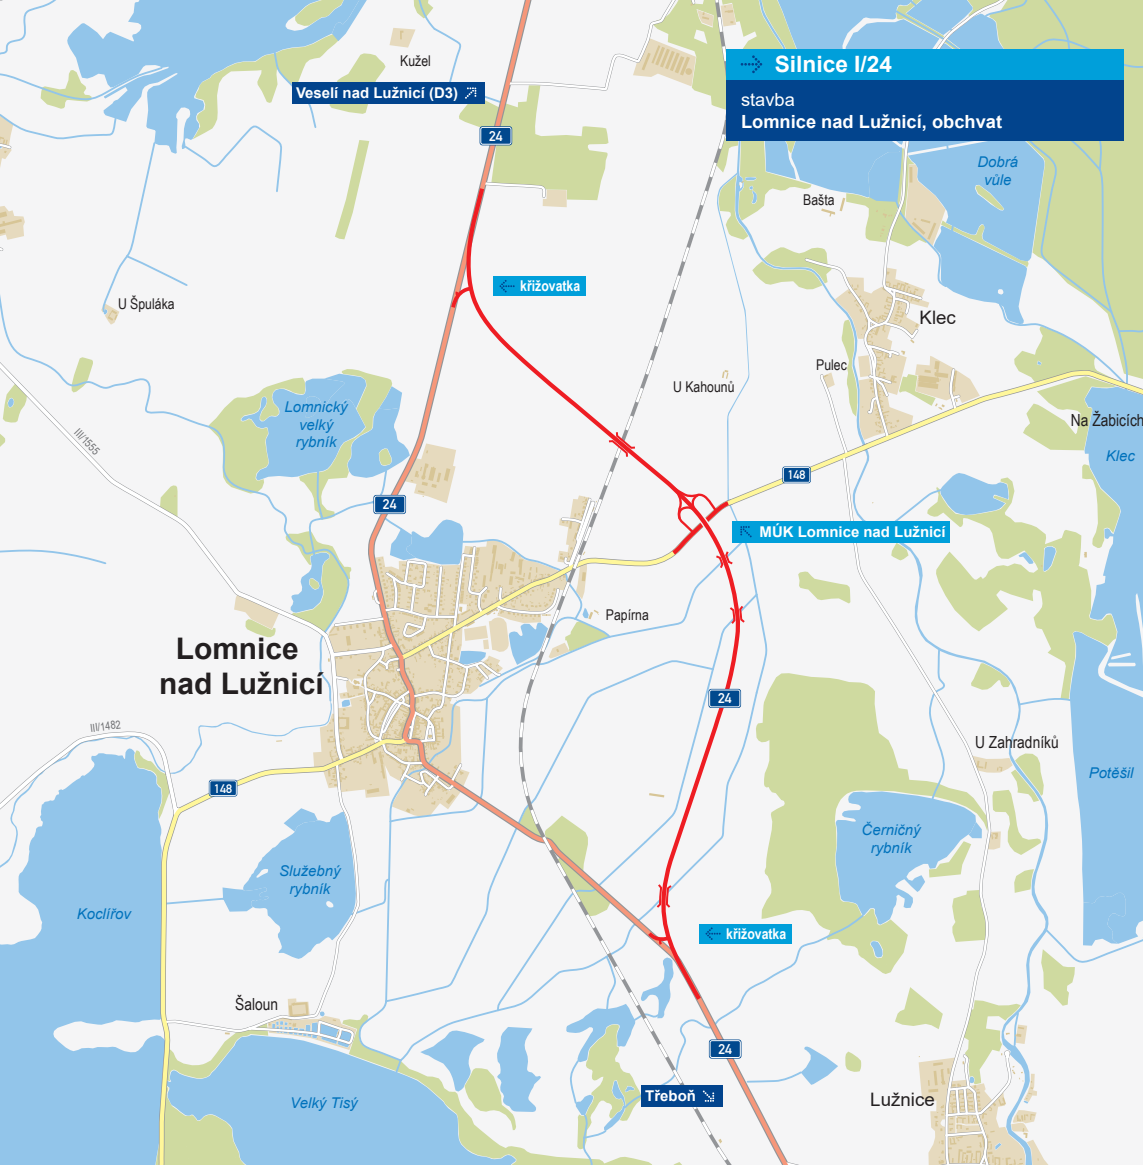 Kužel
Silnice I/24
Veselí nad Lužnicí (D3)
stavba
Lomnice nad Lužnicí, obchvat
24
Dobrá
vůle
Bašta
křižovatka
U Špuláka
Klec
Pulec
U Kahounů
Lomnický
velký
rybník
Na Žabicích
III/1555
Klec
148
24
MÚK Lomnice nad Lužnicí
Papírna
Lomnice
nad Lužnicí
24
III/1482
U Zahradníků
Potěšil
148
Černičný
rybník
Služebný
rybník
Koclířov
křižovatka
Šaloun
24
Třeboň
Velký Tisý
Lužnice